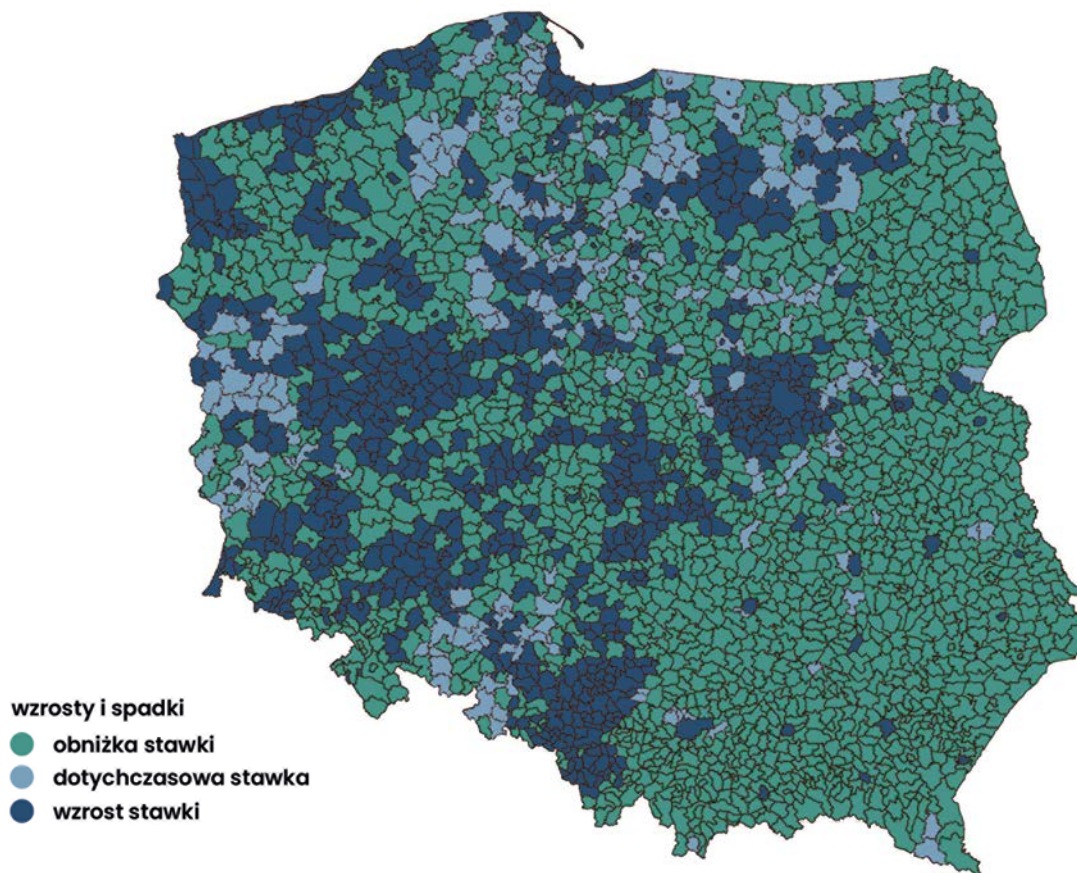 wzrosty i spadki
obniżka stawki
dotychczasowa stawka
wzrost stawki